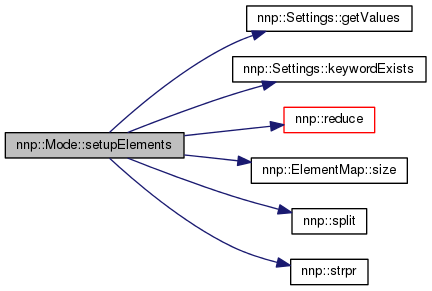 nnp::Settings::getValues
nnp::Settings::keywordExists
nnp::reduce
nnp::Mode::setupElements
nnp::ElementMap::size
nnp::split
nnp::strpr